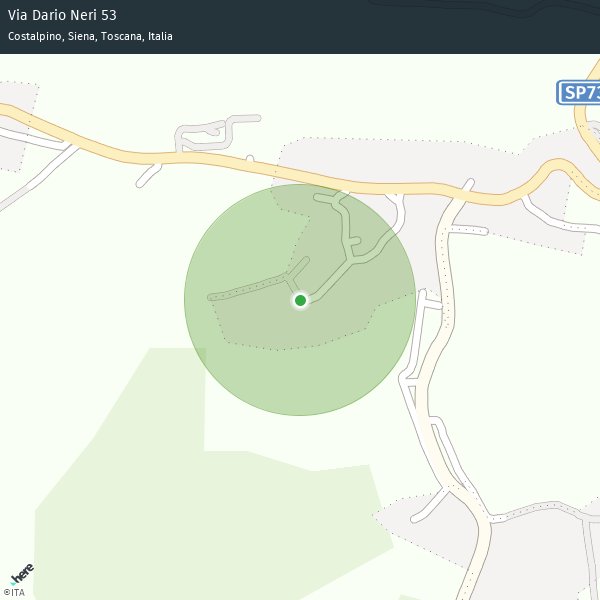 Via Dario Neri 53
Costalpino, Siena, Toscana, Italia
SP73
here
©ITA